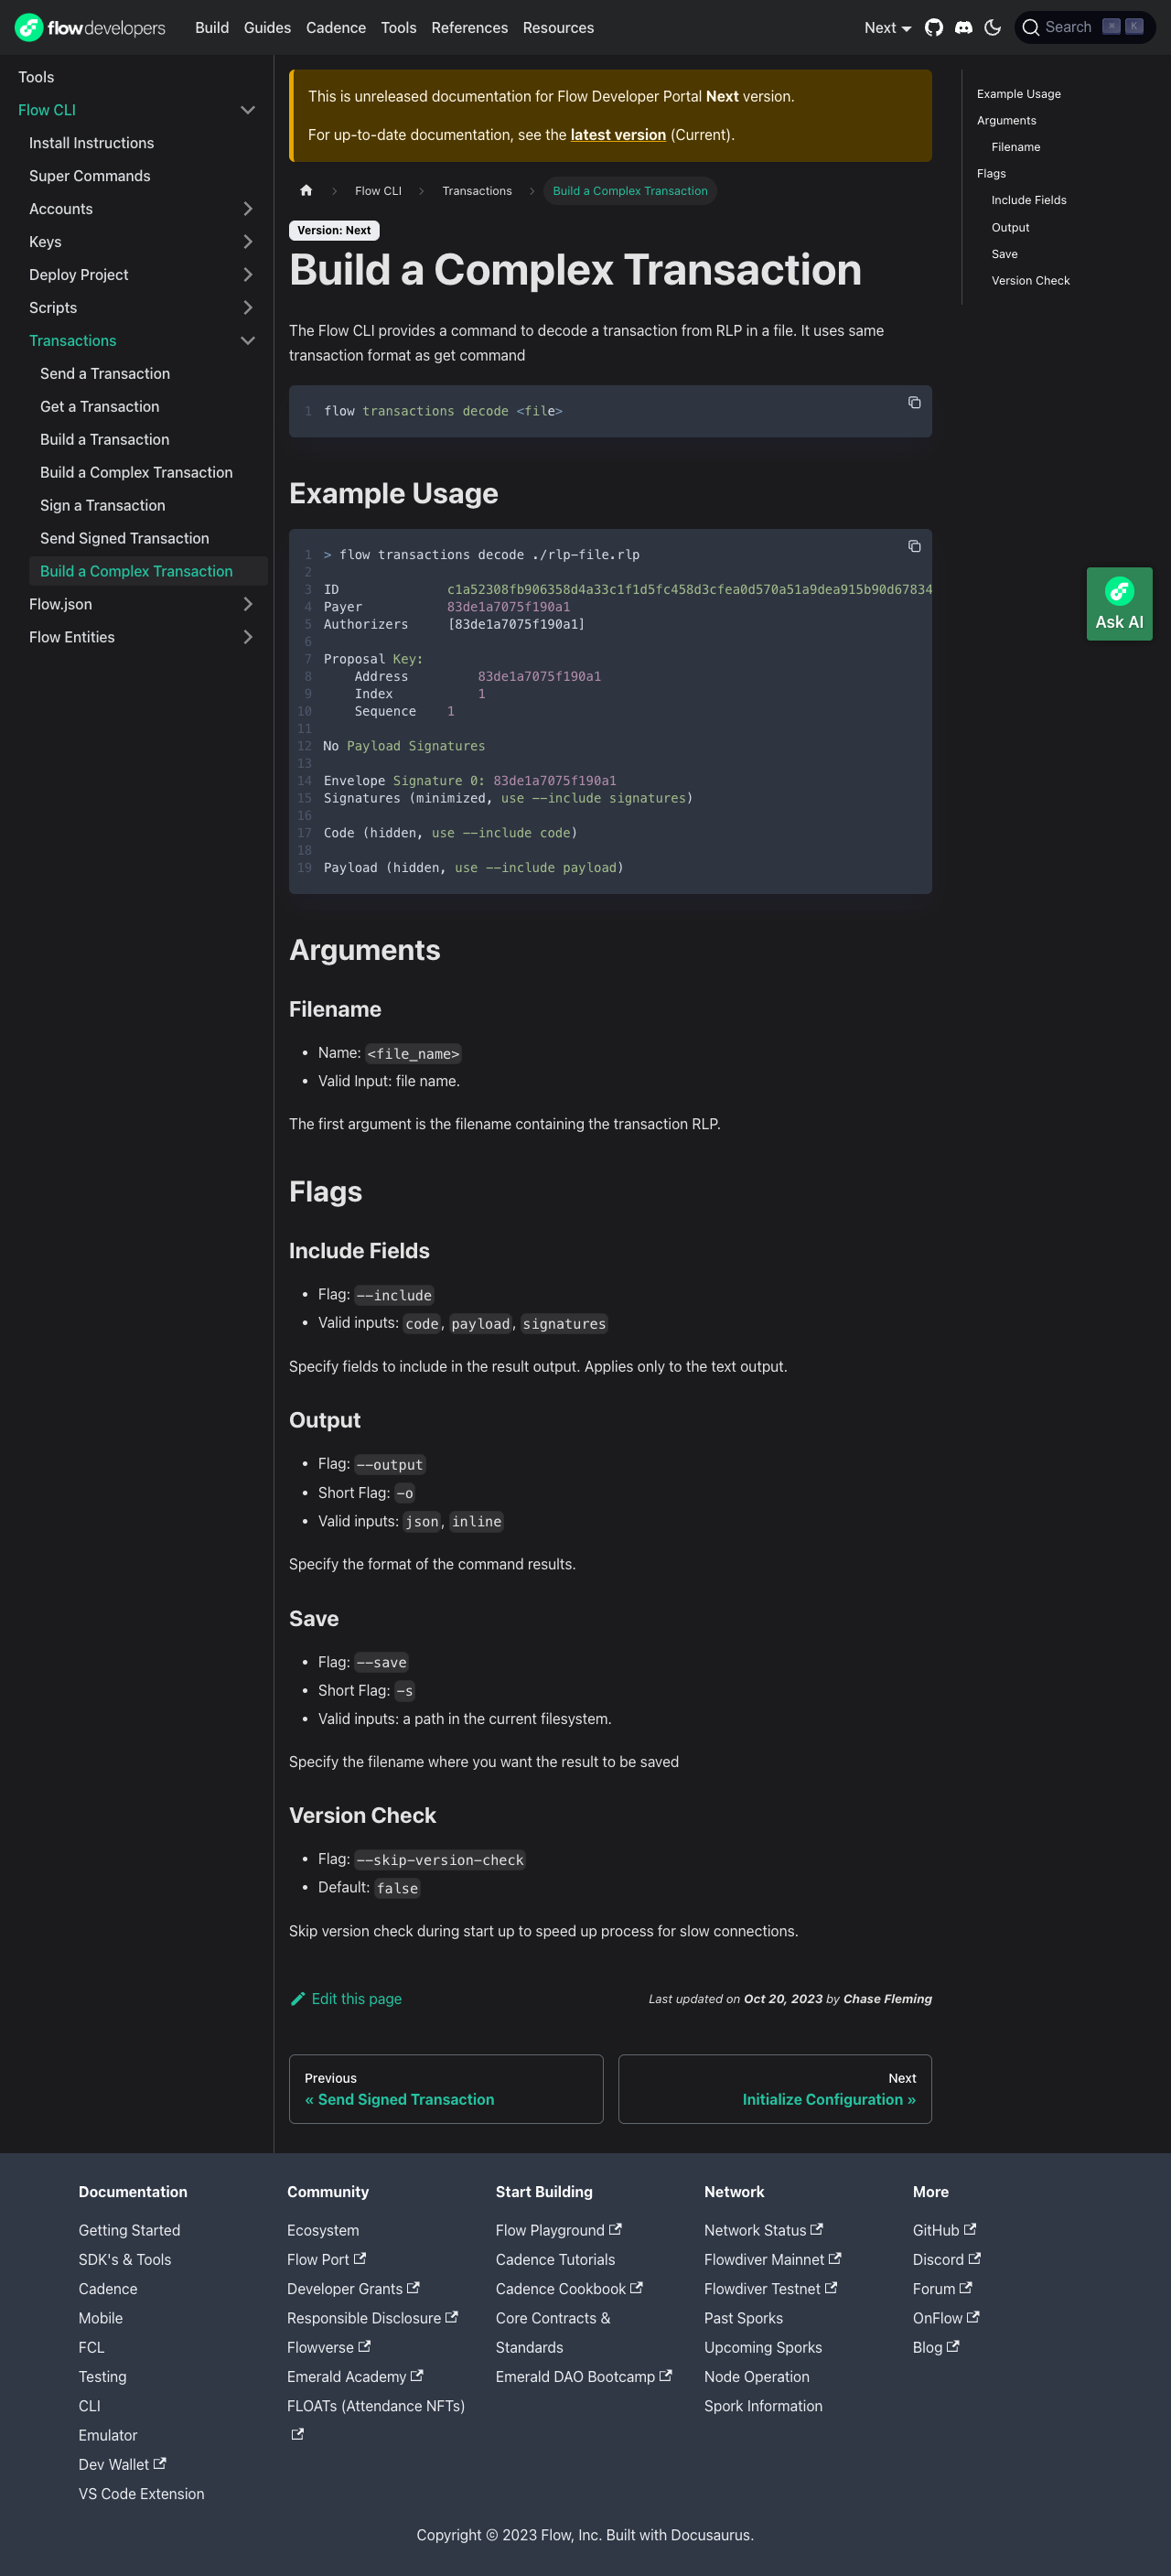 flowdevelopers Build Guides Cadence Tools References Resources Next Search ⌘ K
Tools
Flow CLI
Install Instructions
Super Commands
Accounts
Keys
Deploy Project
Scripts
Transactions
Send a Transaction
Get a Transaction
Build a Transaction
Build a Complex Transaction
Sign a Transaction
Send Signed Transaction
Build a Complex Transaction
Flow.json
Flow Entities
This is unreleased documentation for Flow Developer Portal Next version.
For up-to-date documentation, see the latest version (Current).
Flow CLI Transactions Build a Complex Transaction
Version: Next
Build a Complex Transaction
The Flow CLI provides a command to decode a transaction from RLP in a file. It uses same
transaction format as get command
1 flow transactions decode <file>
Example Usage
1 > flow transactions decode ./rlp-file.rlp
2
3 ID c1a52308fb906358d4a33c1f1d5fc458d3cfea0d570a51a9dea915b90d67834
4 Payer 83de1a7075f190a1
5 Authorizers [83de1a7075f190a1]
6
7 Proposal Key:
8 Address 83de1a7075f190a1
9 Index 1
10 Sequence 1
11
12 No Payload Signatures
13
14 Envelope Signature 0: 83de1a7075f190a1
15 Signatures (minimized, use --include signatures)
16
17 Code (hidden, use --include code)
18
19 Payload (hidden, use --include payload)
Arguments
Filename
• Name: <file_name>
• Valid Input: file name.
The first argument is the filename containing the transaction RLP.
Flags
Include Fields
• Flag: --include
• Valid inputs: code, payload, signatures
Specify fields to include in the result output. Applies only to the text output.
Output
• Flag: --output
• Short Flag: -o
• Valid inputs: json, inline
Specify the format of the command results.
Save
• Flag: --save
• Short Flag: -s
• Valid inputs: a path in the current filesystem.
Specify the filename where you want the result to be saved
Version Check
• Flag: --skip-version-check
• Default: false
Skip version check during start up to speed up process for slow connections.
Edit this page Last updated on Oct 20, 2023 by Chase Fleming
Previous
« Send Signed Transaction
Next
Initialize Configuration »
Example Usage
Arguments
Filename
Flags
Include Fields
Output
Save
Version Check
Ask AI
Documentation
Getting Started
SDK's & Tools
Cadence
Mobile
FCL
Testing
CLI
Emulator
Dev Wallet
VS Code Extension
Community
Ecosystem
Flow Port
Developer Grants
Responsible Disclosure
Flowverse
Emerald Academy
FLOATs (Attendance NFTs)
Start Building
Flow Playground
Cadence Tutorials
Cadence Cookbook
Core Contracts &
Standards
Emerald DAO Bootcamp
Network
Network Status
Flowdiver Mainnet
Flowdiver Testnet
Past Sporks
Upcoming Sporks
Node Operation
Spork Information
More
GitHub
Discord
Forum
OnFlow
Blog
Copyright © 2023 Flow, Inc. Built with Docusaurus.